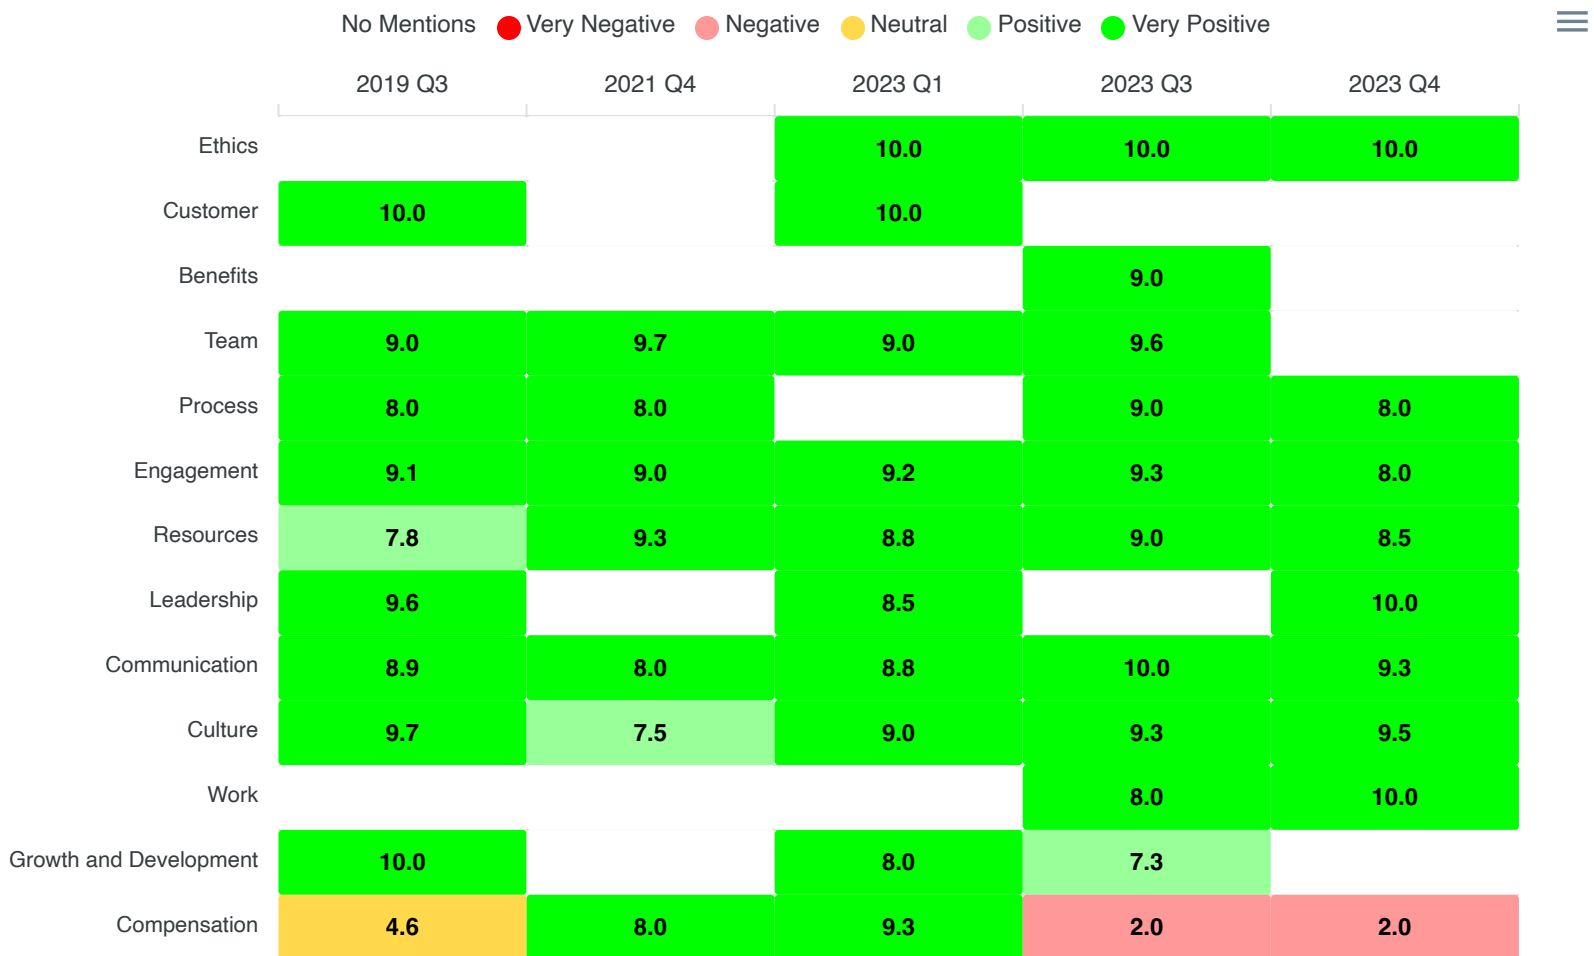 No Mentions Very Negative Negative Neutral Positive Very Positive
2019 Q3 2021 Q4 2023 Q1 2023 Q3 2023 Q4
Ethics 10.0 10.0 10.0
Customer 10.0 10.0
Benefits 9.0
Team 9.0 9.7 9.0 9.6
Process 8.0 8.0 9.0 8.0
Engagement 9.1 9.0 9.2 9.3 8.0
Resources 7.8 9.3 8.8 9.0 8.5
Leadership 9.6 8.5 10.0
Communication 8.9 8.0 8.8 10.0 9.3
Culture 9.7 7.5 9.0 9.3 9.5
Work 8.0 10.0
Growth and Development 10.0 8.0 7.3
Compensation 4.6 8.0 9.3 2.0 2.0